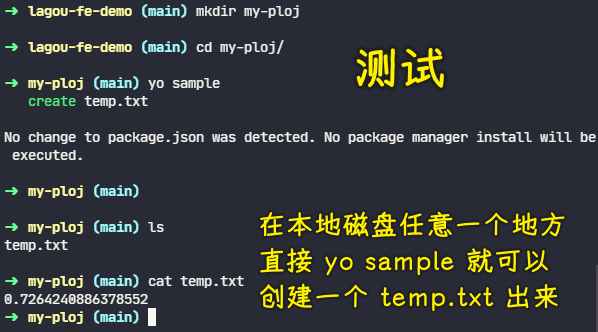 ➜ lagou-fe-demo (main) mkdir my-ploj
➜ lagou-fe-demo (main) cd my-ploj/
测试
➜ my-ploj (main) yo sample
create temp.txt
No change to package.json was detected. No package manager install will be
executed.
➜ my-ploj (main)
➜ my-ploj (main) ls
temp.txt
➜ my-ploj (main) cat temp.txt
0.7264240886378552
➜ my-ploj (main)
在本地磁盘任意一个地方
直接 yo sample 就可以
创建一个 temp.txt 出来